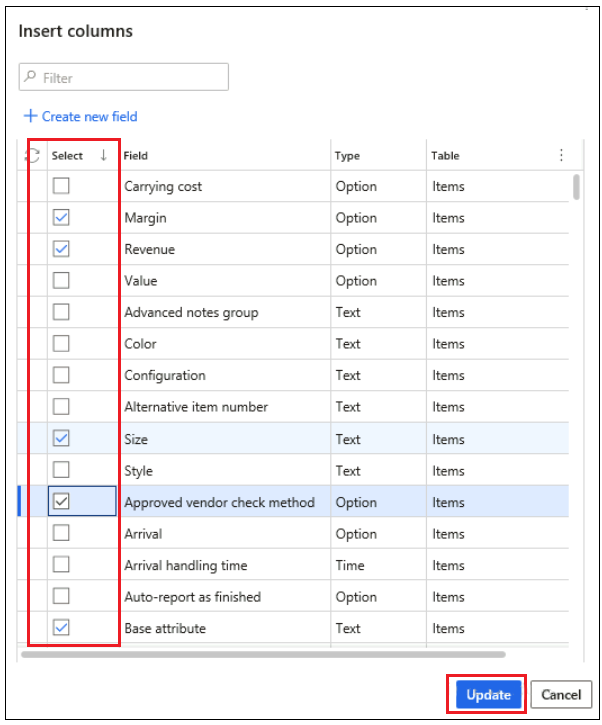 Insert columns
Filter
+ Create new field
Select ↓ Field Type Table
Carrying cost Option Items
Margin Option Items
Revenue Option Items
Value Option Items
Advanced notes group Text Items
Color Text Items
Configuration Text Items
Alternative item number Text Items
Size Text Items
Style Text Items
Approved vendor check method Option Items
Arrival Option Items
Arrival handling time Time Items
Auto-report as finished Option Items
Base attribute Text Items
Update Cancel